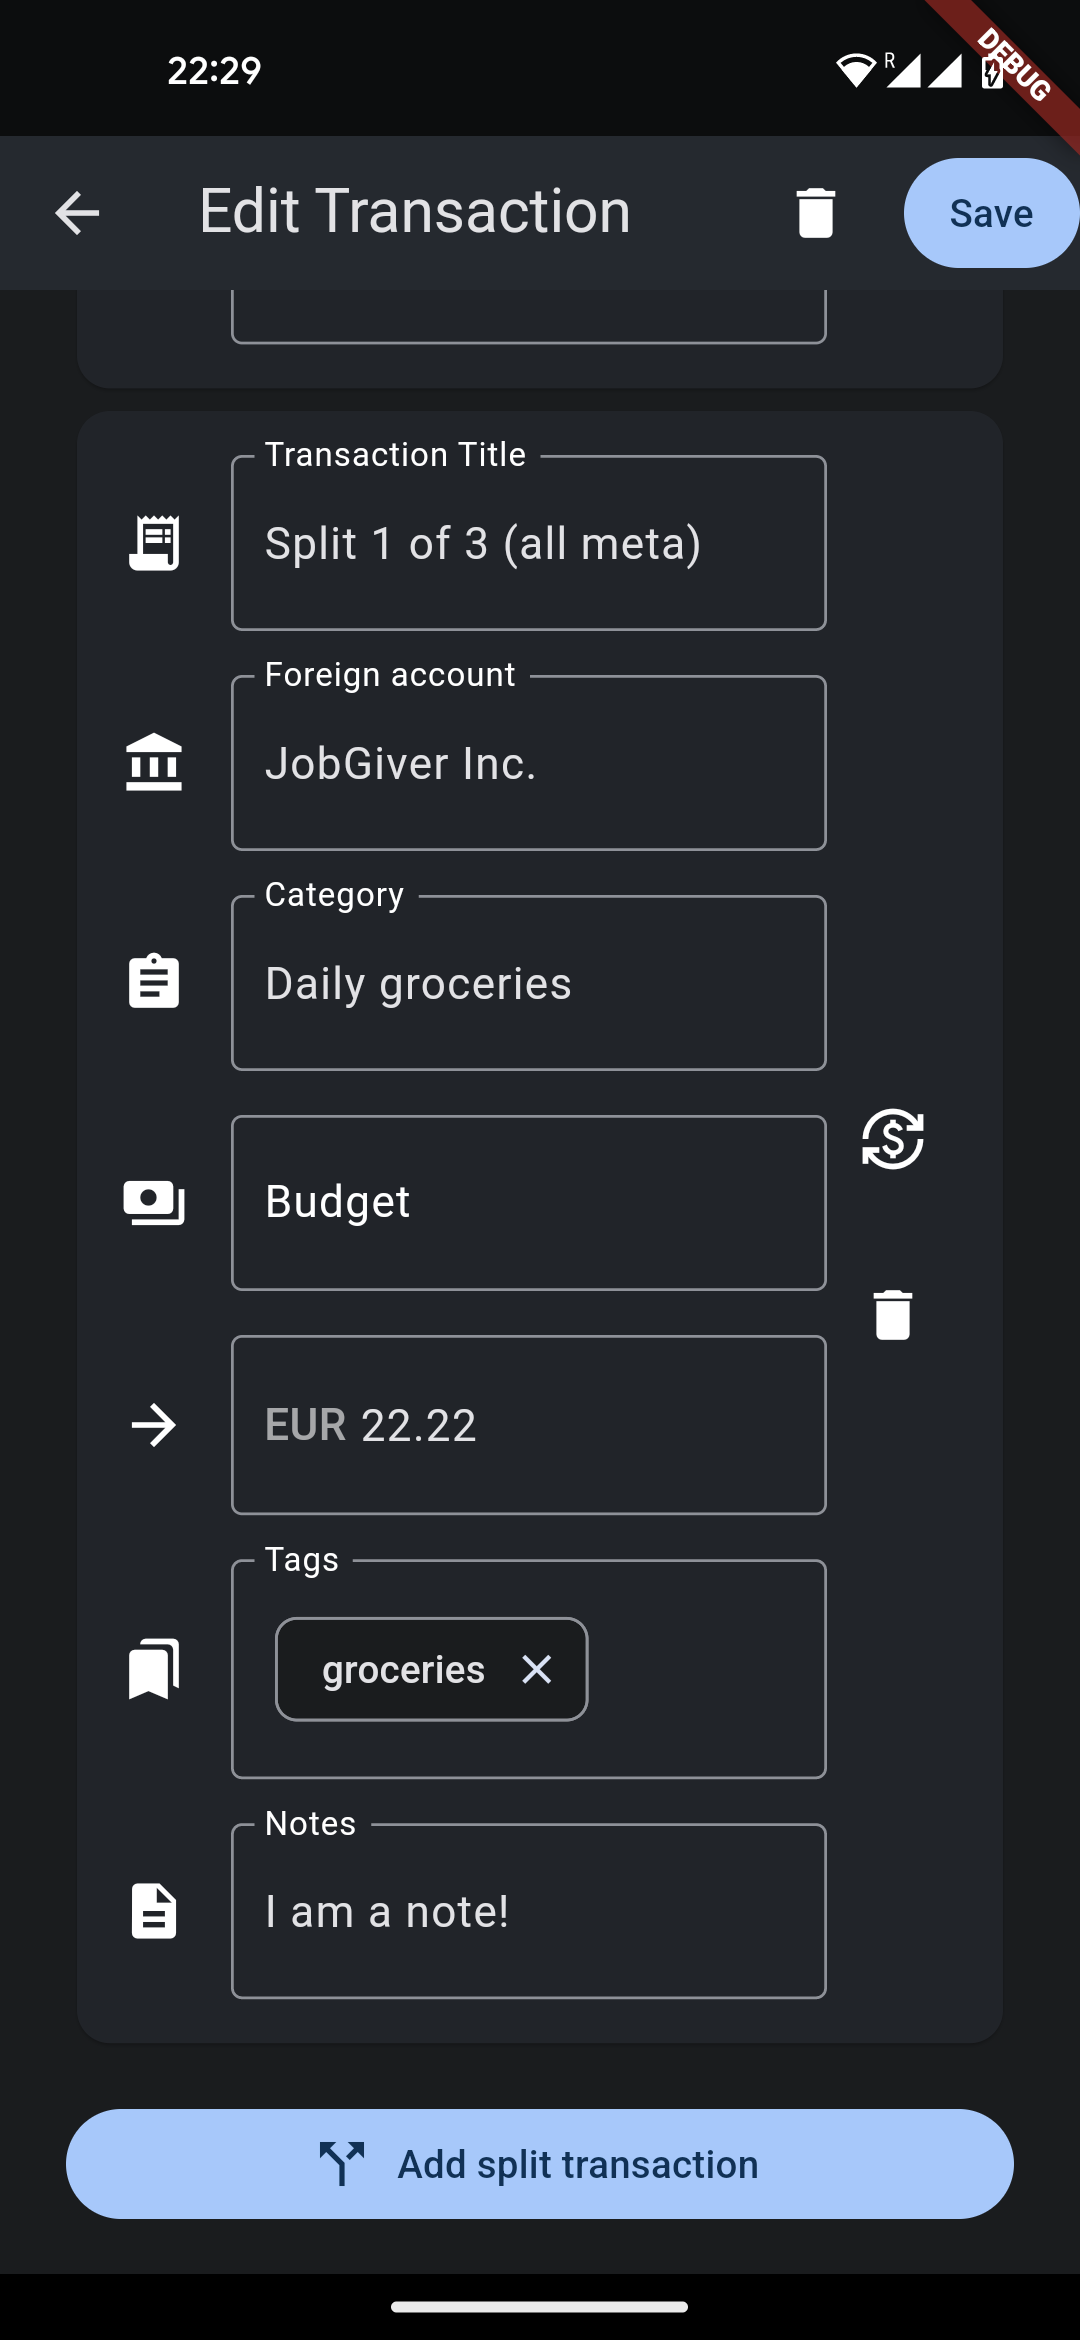 22:29
R
DEBUG
Edit Transaction
Save
Transaction Title
Split 1 of 3 (all meta)
Foreign account
JobGiver Inc.
Category
Daily groceries
Budget
EUR 22.22
Tags
groceries
Notes
I am a note!
Add split transaction